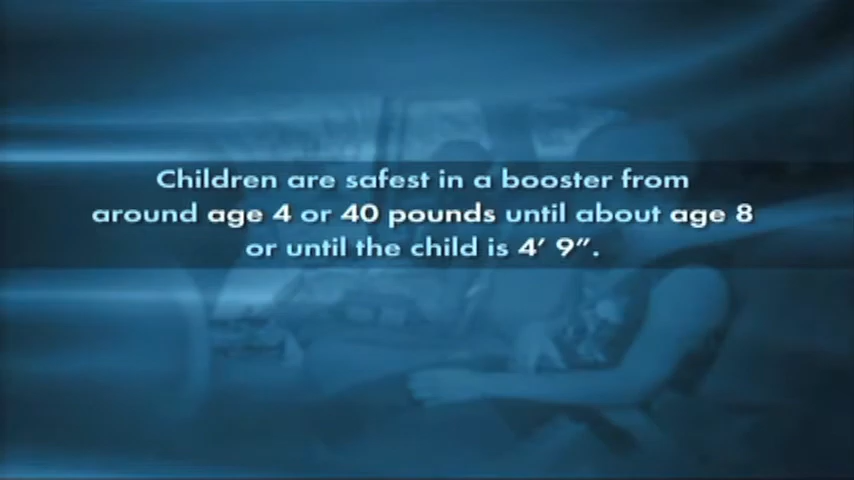 Children are safest in a booster from
around age 4 or 40 pounds until about age 8
or until the child is 4’ 9”.